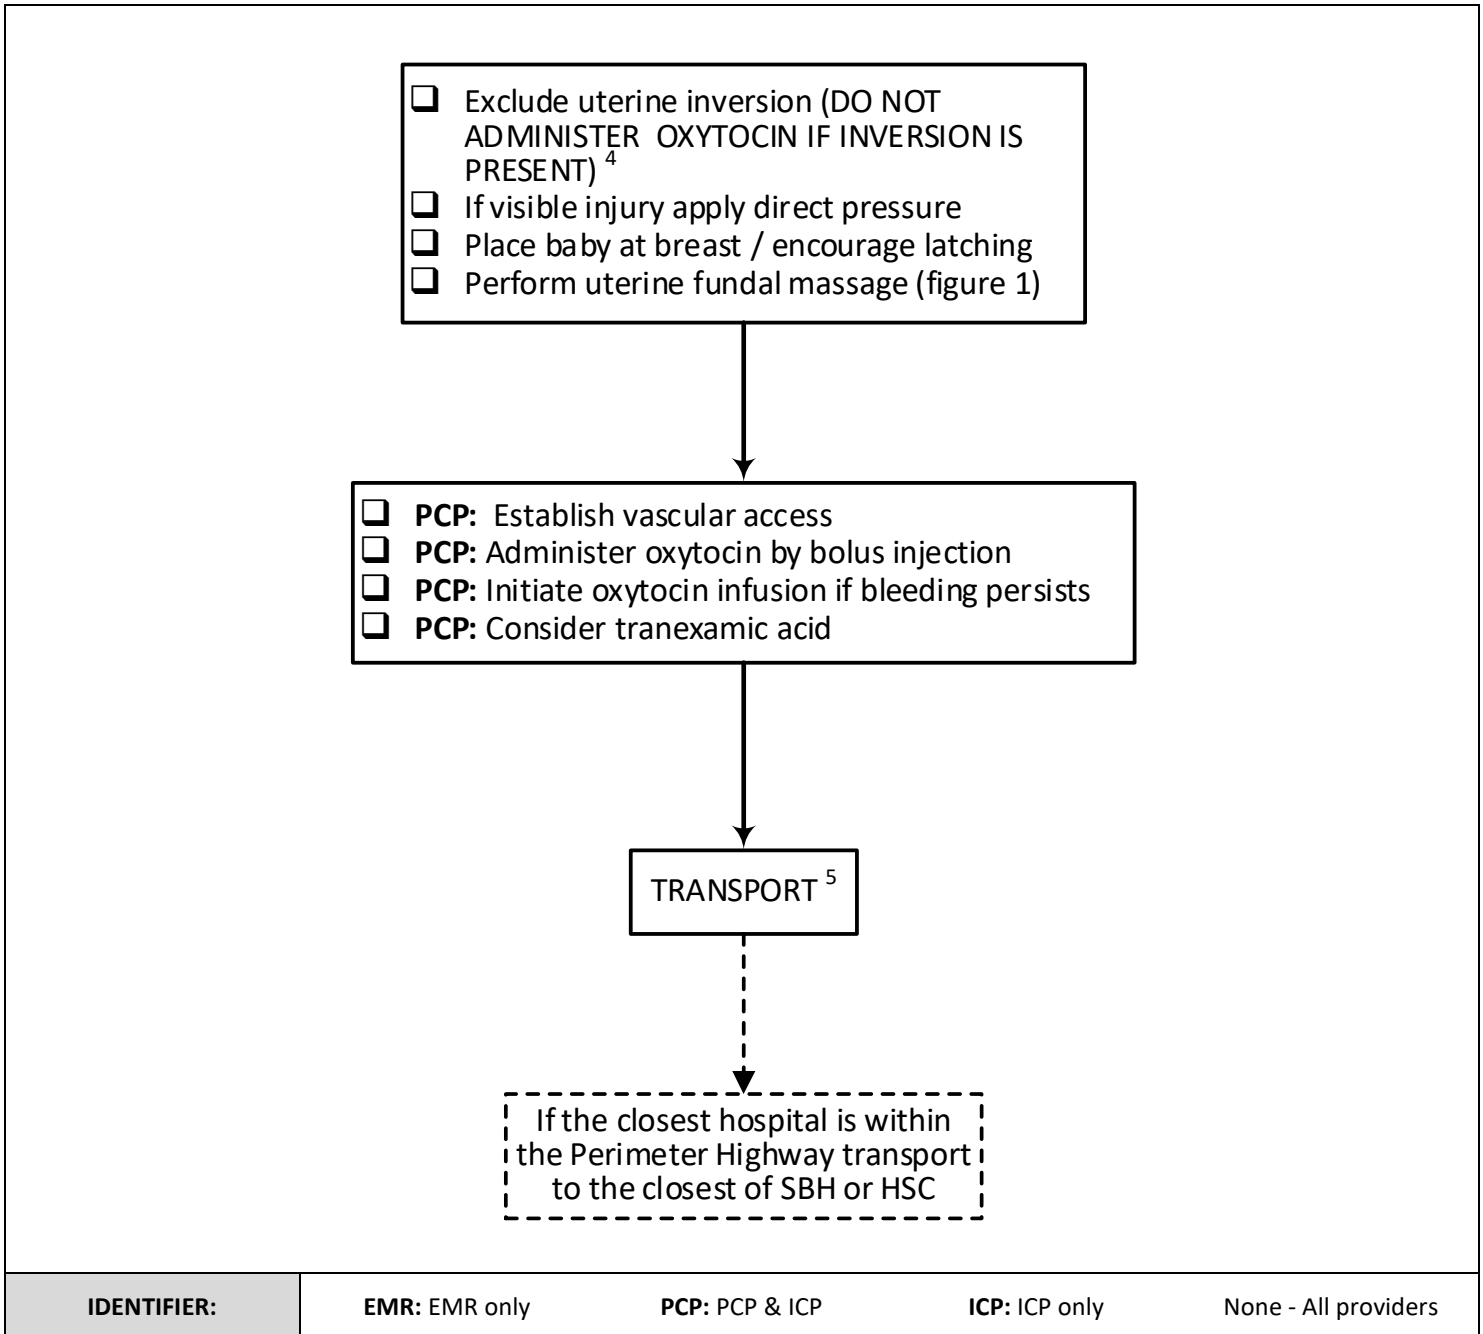 ❑ Exclude uterine inversion (DO NOT
ADMINISTER OXYTOCIN IF INVERSION IS
PRESENT) 4
❑ If visible injury apply direct pressure
❑ Place baby at breast / encourage latching
❑ Perform uterine fundal massage (figure 1)
❑ PCP: Establish vascular access
❑ PCP: Administer oxytocin by bolus injection
❑ PCP: Initiate oxytocin infusion if bleeding persists
❑ PCP: Consider tranexamic acid
TRANSPORT 5
If the closest hospital is within
the Perimeter Highway transport
to the closest of SBH or HSC
IDENTIFIER: EMR: EMR only PCP: PCP & ICP ICP: ICP only None - All providers